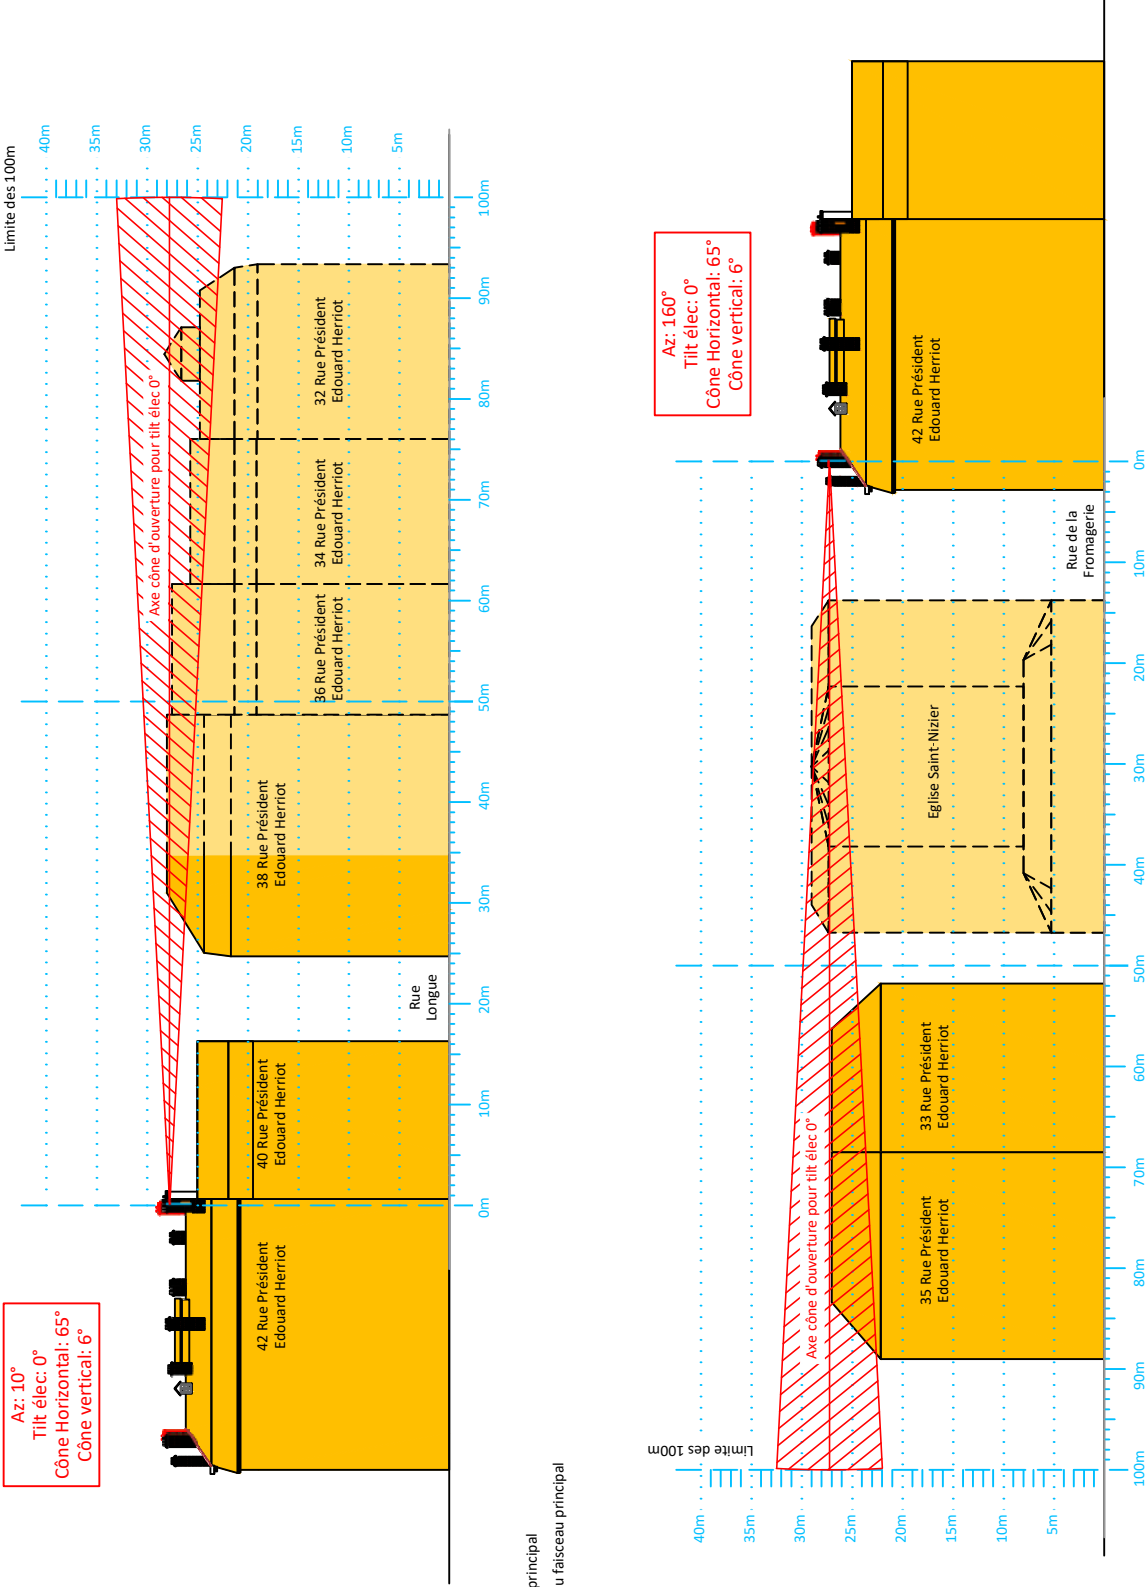 Az: 10°
Tilt élec: 0°
Cône Horizontal: 65°
Cône vertical: 6°
Limite des 100m
40m
35m
30m
25m
20m
15m
10m
5m
Axe cône d'ouverture pour tilt élec 0°
42 Rue Président
Edouard Herriot
40 Rue Président
Edouard Herriot
Rue
Longue
38 Rue Président
Edouard Herriot
36 Rue Président
Edouard Herriot
34 Rue Président
Edouard Herriot
32 Rue Président
Edouard Herriot
0m
10m
20m
30m
40m
50m
60m
70m
80m
90m
100m
principal
u faisceau principal
Az: 160°
Tilt élec: 0°
Cône Horizontal: 65°
Cône vertical: 6°
Limite des 100m
40m
35m
30m
25m
20m
15m
10m
5m
Axe cône d'ouverture pour tilt élec 0°
35 Rue Président
Edouard Herriot
33 Rue Président
Edouard Herriot
Eglise Saint-Nizier
Rue de la
Fromagerie
42 Rue Président
Edouard Herriot
100m
90m
80m
70m
60m
50m
40m
30m
20m
10m
0m